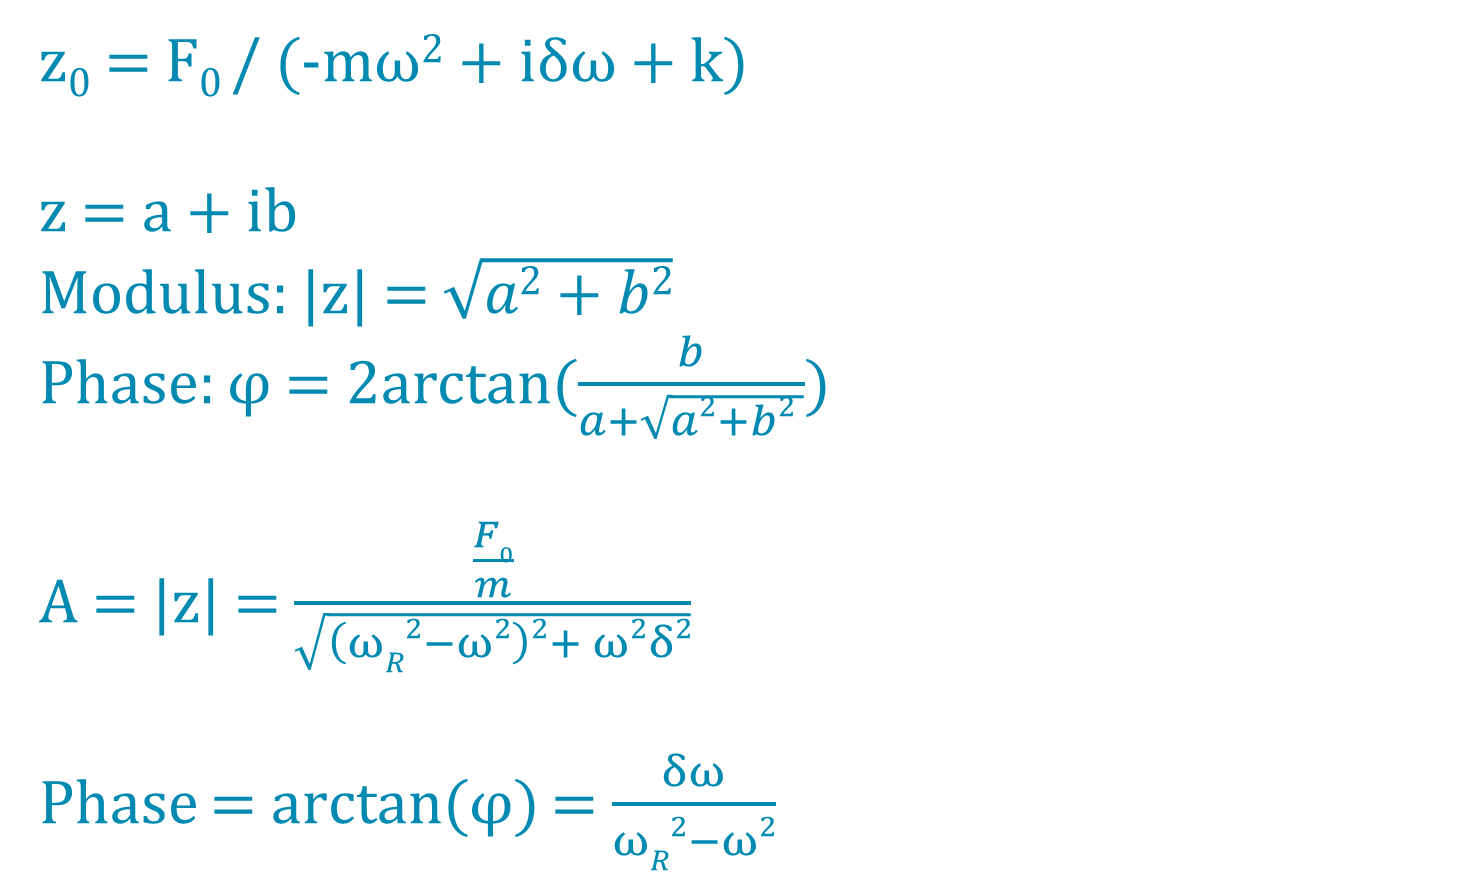 z₀ = F₀ / (-mω² + iδω + k)
z = a + ib
Modulus: |z| = √(a² + b²)
Phase: φ = 2arctan(b/(a+√(a²+b²)))
A = |z| = (F₀/m)/√((ω_R²−ω²)²+ ω²δ²)
Phase = arctan(φ) = δω/(ω_R²−ω²)